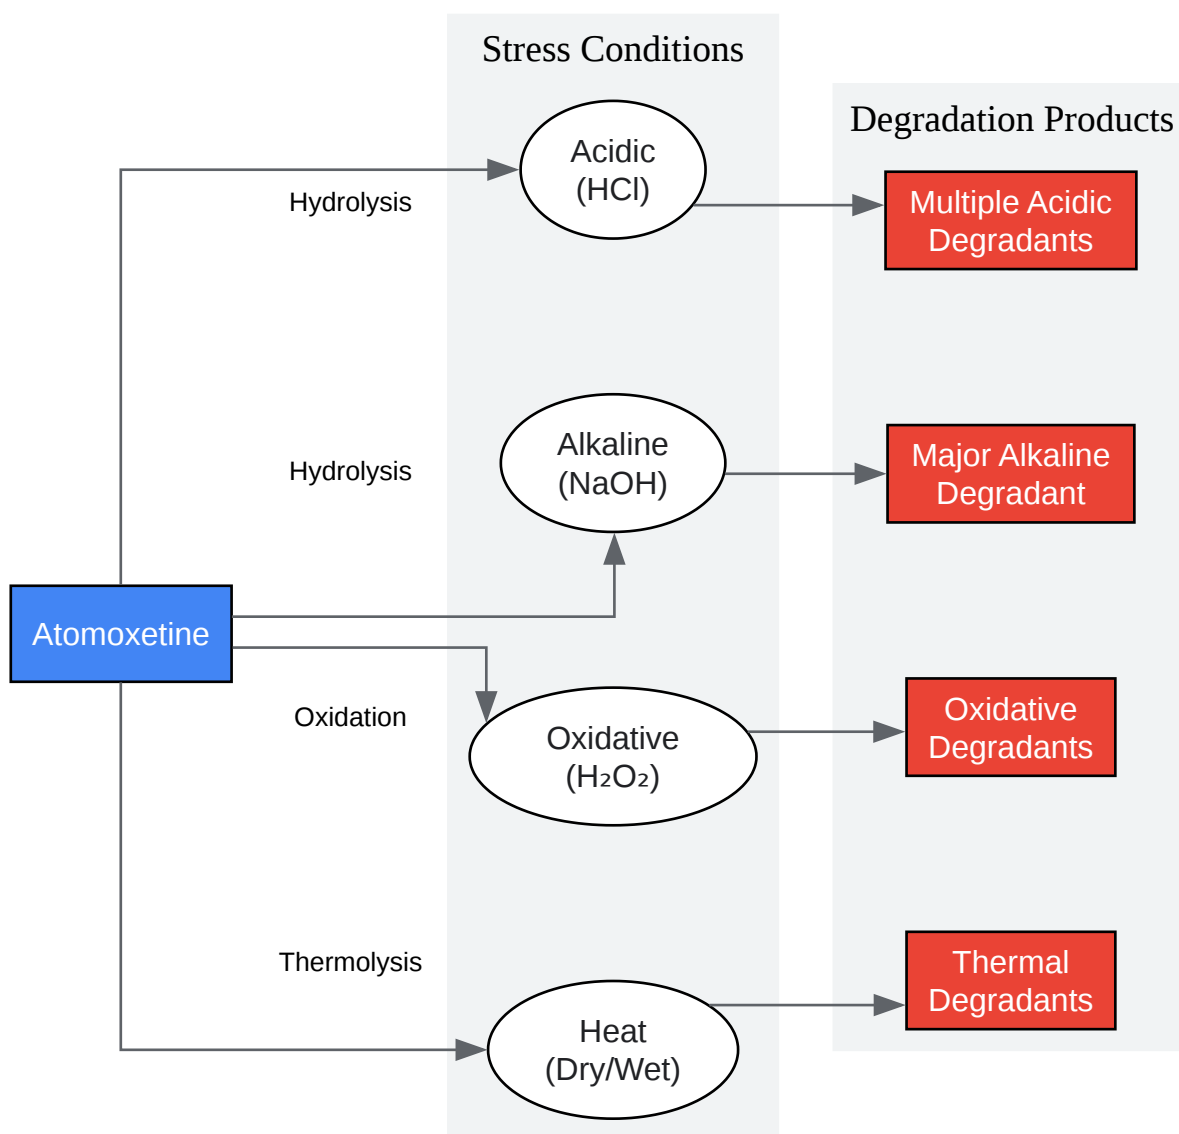 Stress Conditions
Degradation Products
Acidic
(HCl)
Hydrolysis
Multiple Acidic
Degradants
Alkaline
(NaOH)
Hydrolysis
Major Alkaline
Degradant
Atomoxetine
Oxidation
Oxidative
(H₂O₂)
Oxidative
Degradants
Thermolysis
Heat
(Dry/Wet)
Thermal
Degradants